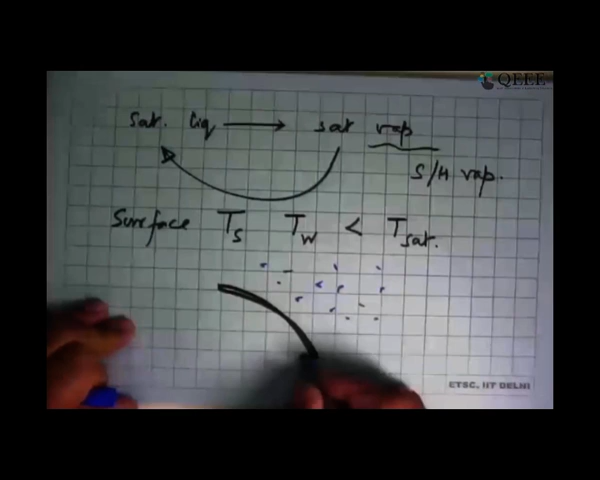 QEEE
Sat. liq → sat vap
S/H vap.
Surface Ts Tw < Tsat.
ETSC, IIT DELHI